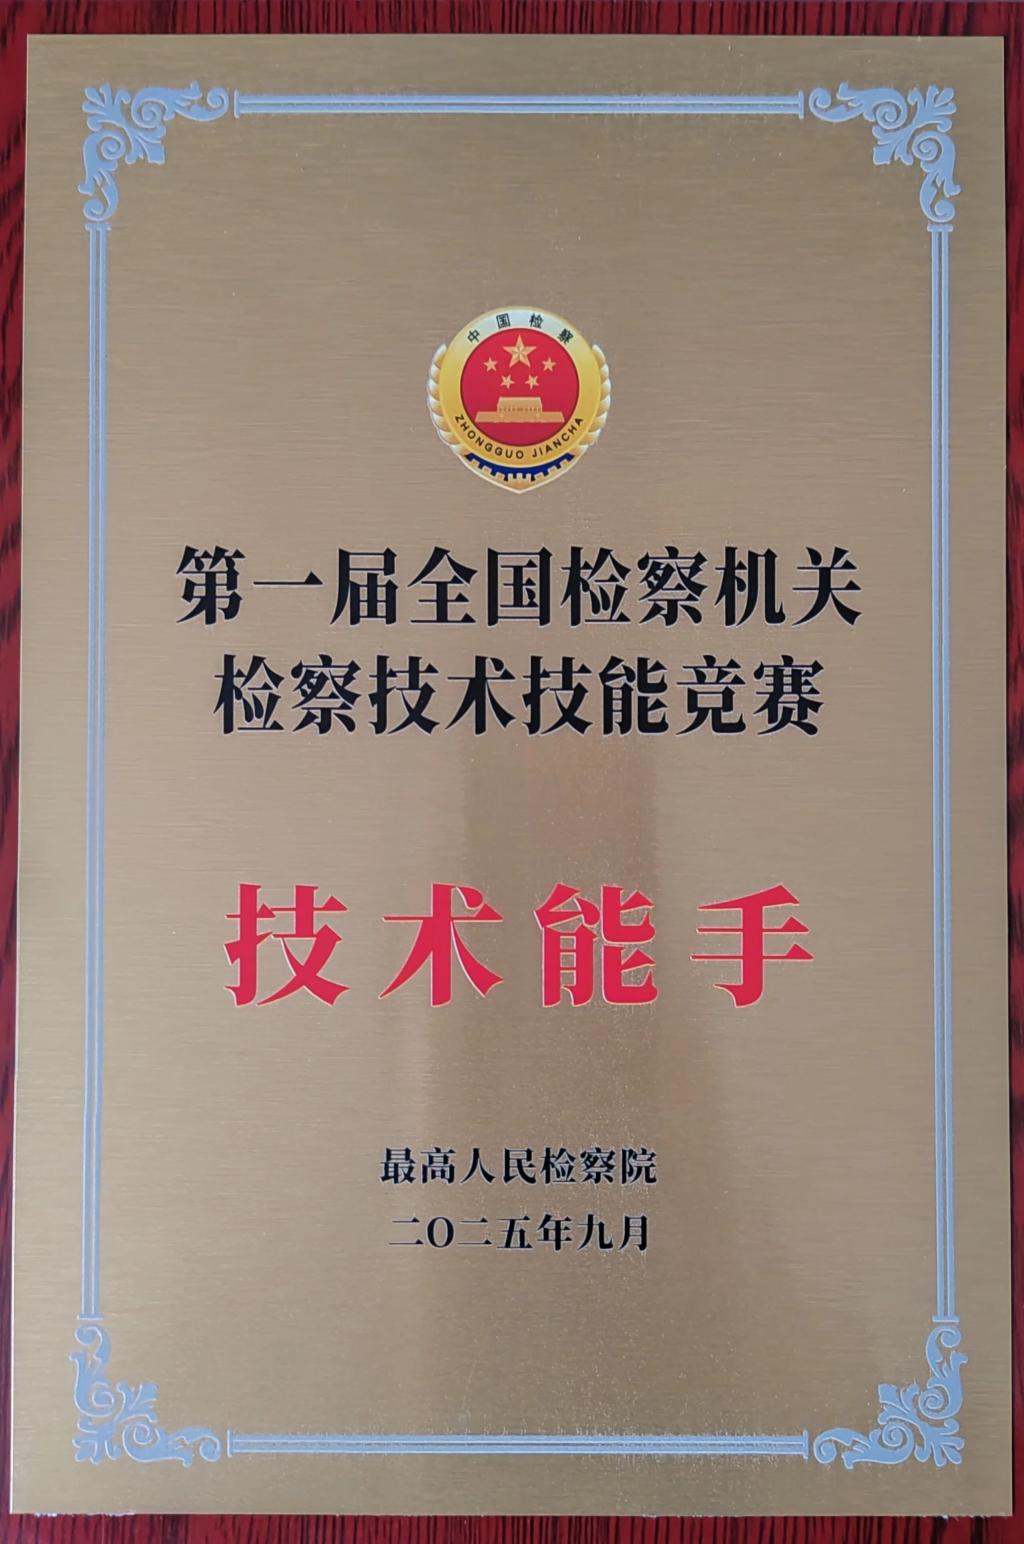 中国检察
ZHONGGUO JIANCHA
第一届全国检察机关
检察技术技能竞赛
技术能手
最高人民检察院
二〇二五年九月